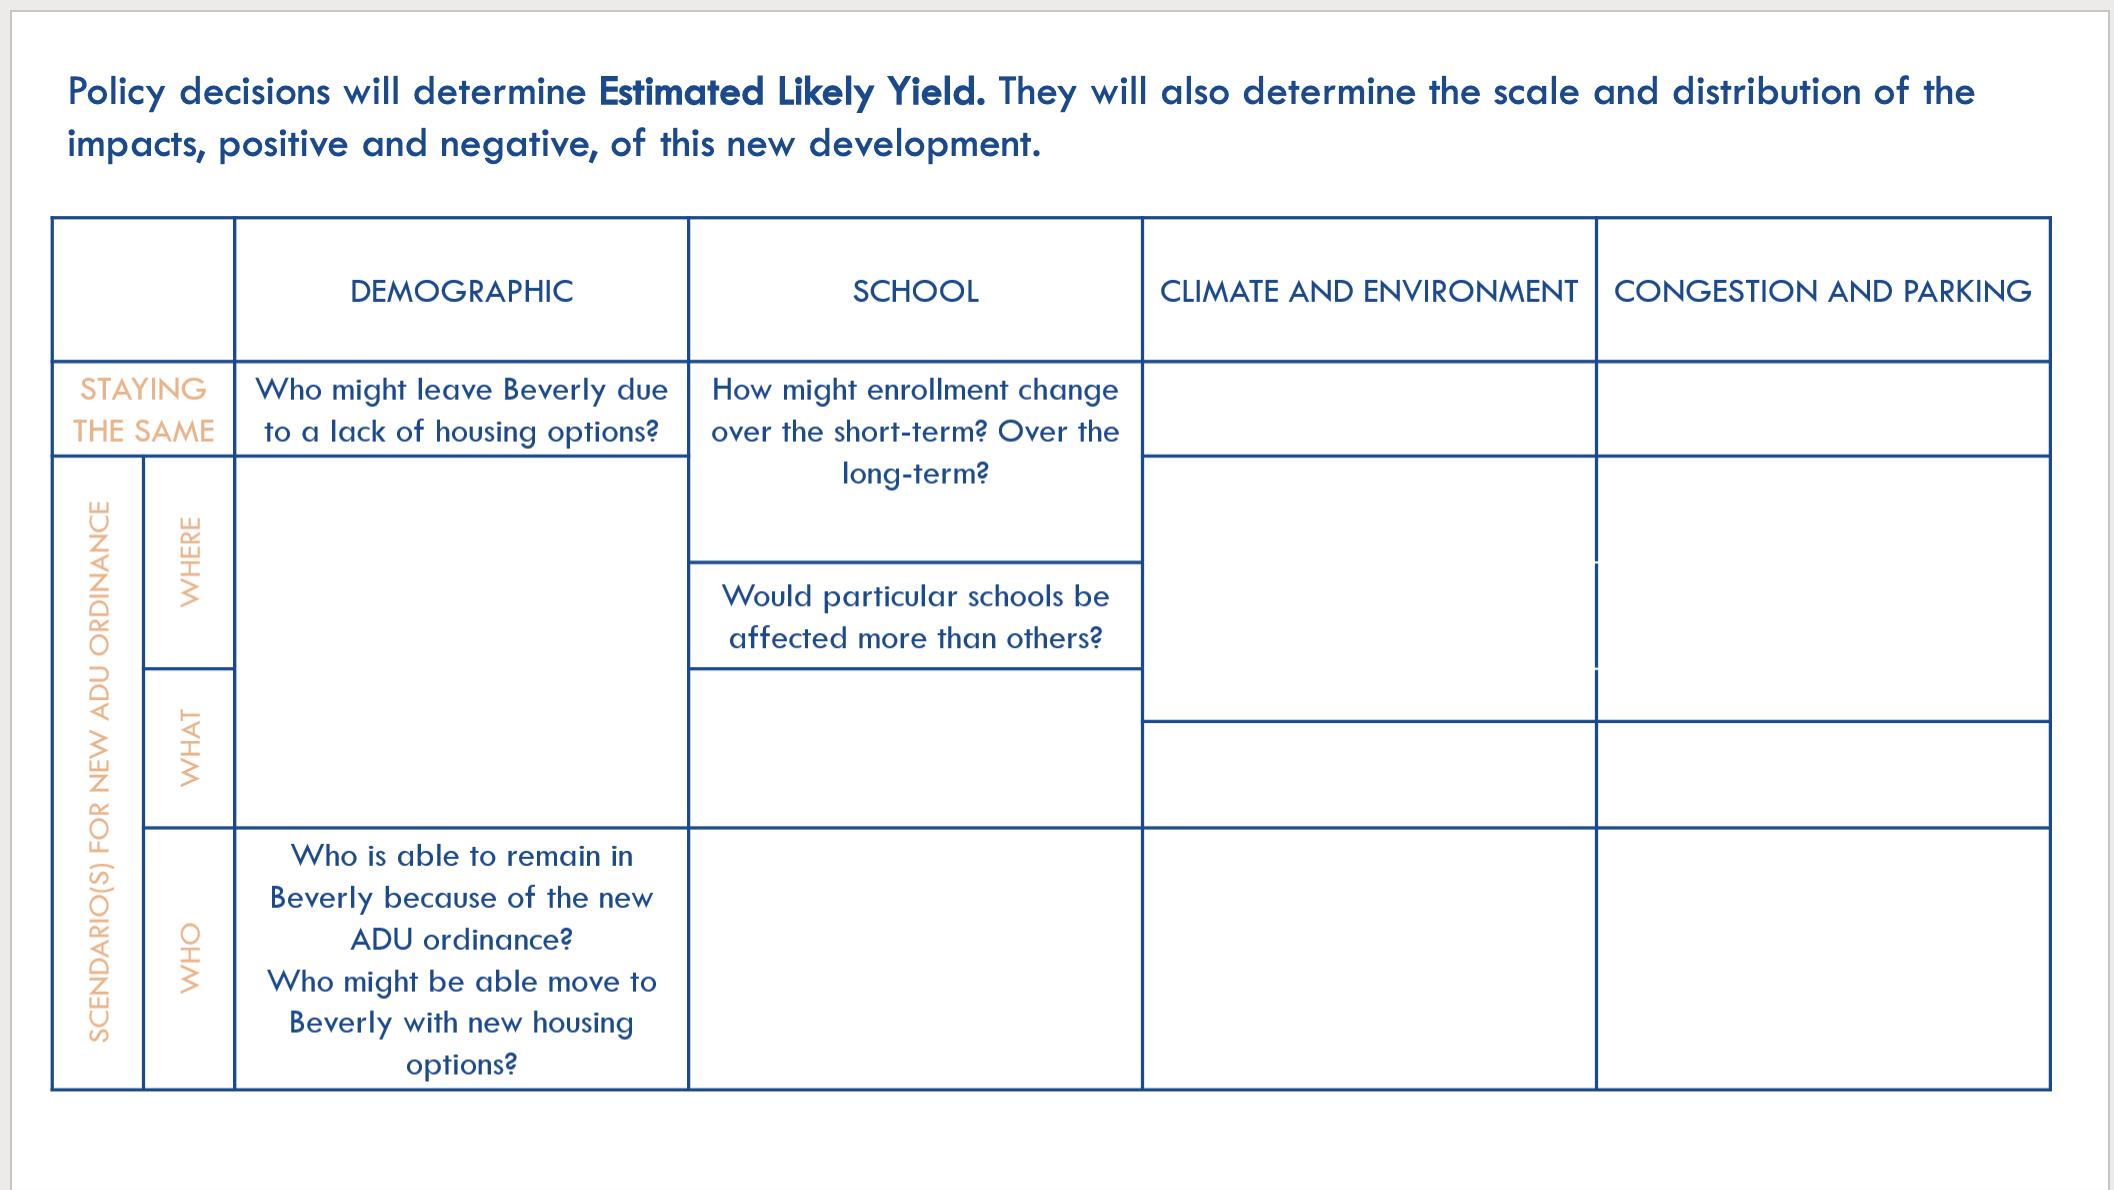 Policy decisions will determine Estimated Likely Yield. They will also determine the scale and distribution of the
impacts, positive and negative, of this new development.
DEMOGRAPHIC
SCHOOL
CLIMATE AND ENVIRONMENT
CONGESTION AND PARKING
STAYING
THE SAME
Who might leave Beverly due
to a lack of housing options?
How might enrollment change
over the short-term? Over the
long-term?
SCENDARIO(S) FOR NEW ADU ORDINANCE
WHERE
Would particular schools be
affected more than others?
WHAT
WHO
Who is able to remain in
Beverly because of the new
ADU ordinance?
Who might be able move to
Beverly with new housing
options?